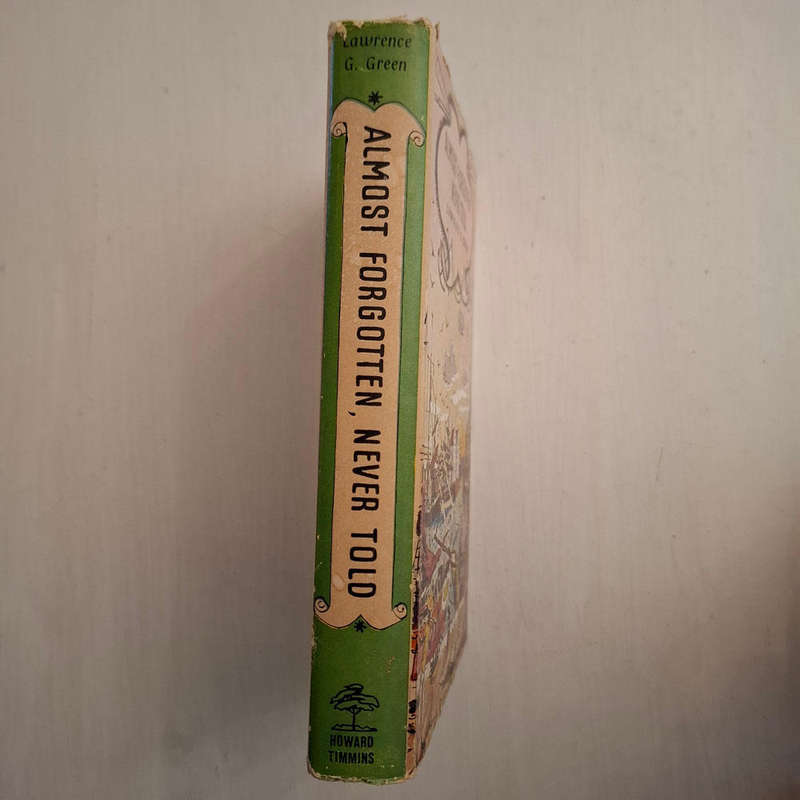 Lawrence
G. Green
ALMOST FORGOTTEN, NEVER TOLD
HOWARD
TIMMINS